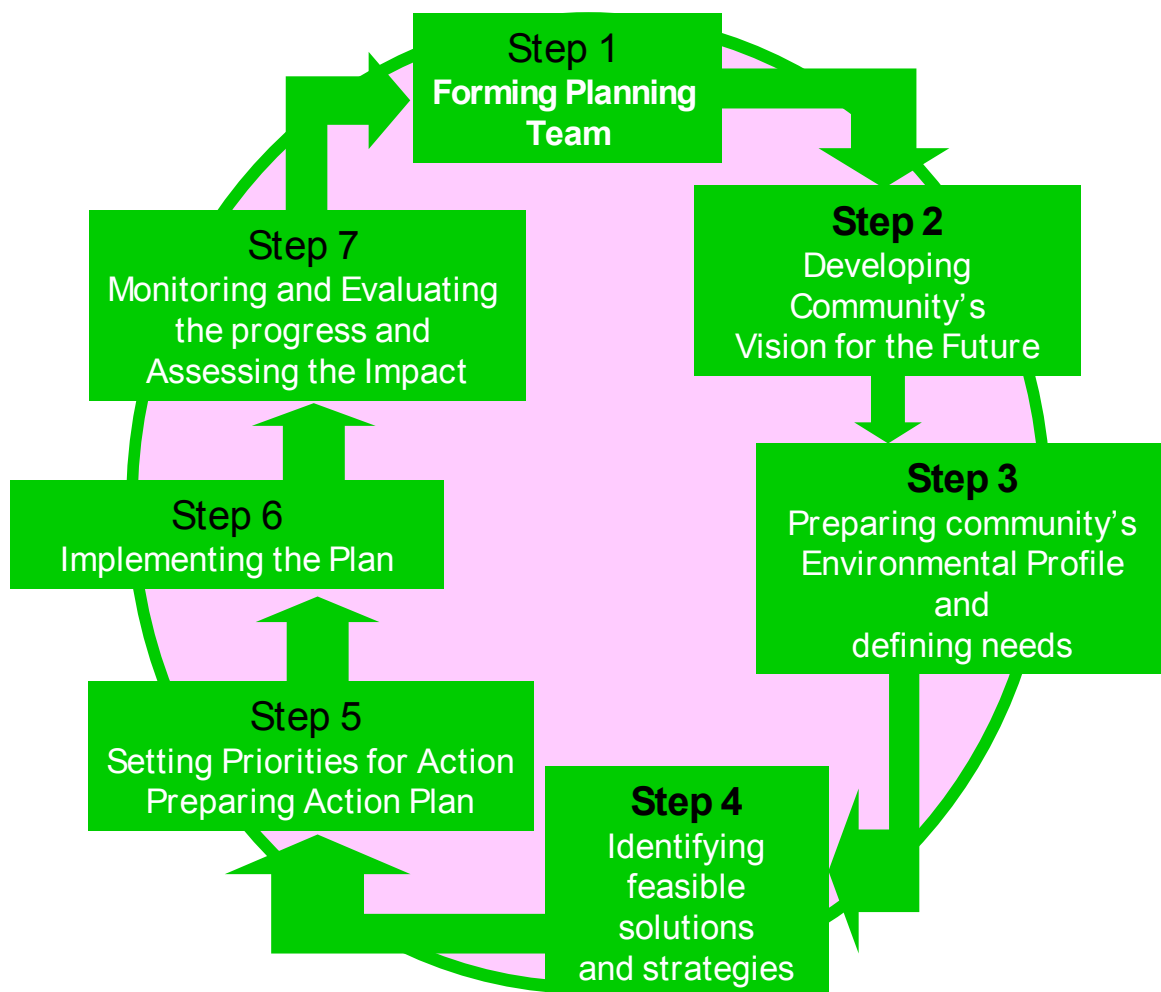 Step 1
Forming Planning
Team
Step 2
Developing
Community’s
Vision for the Future
Step 3
Preparing community’s
Environmental Profile
and
defining needs
Step 4
Identifying
feasible
solutions
and strategies
Step 5
Setting Priorities for Action
Preparing Action Plan
Step 6
Implementing the Plan
Step 7
Monitoring and Evaluating
the progress and
Assessing the Impact